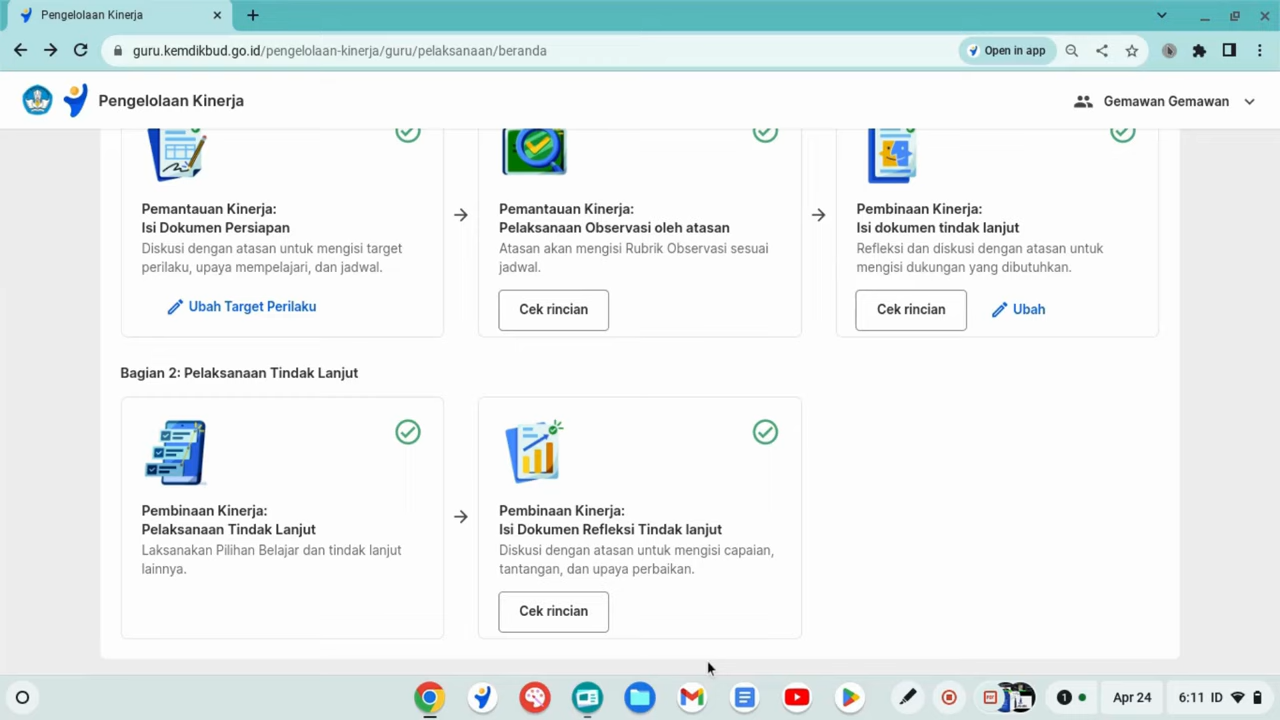 Pengelolaan Kinerja
guru.kemdikbud.go.id/pengelolaan-kinerja/guru/pelaksanaan/beranda
Open in app
Pengelolaan Kinerja
Gemawan Gemawan
Pemantauan Kinerja:
Isi Dokumen Persiapan
Diskusi dengan atasan untuk mengisi target
perilaku, upaya mempelajari, dan jadwal.
Ubah Target Perilaku
Pemantauan Kinerja:
Pelaksanaan Observasi oleh atasan
Atasan akan mengisi Rubrik Observasi sesuai
jadwal.
Cek rincian
Pembinaan Kinerja:
Isi dokumen tindak lanjut
Refleksi dan diskusi dengan atasan untuk
mengisi dukungan yang dibutuhkan.
Cek rincian
Ubah
Bagian 2: Pelaksanaan Tindak Lanjut
Pembinaan Kinerja:
Pelaksanaan Tindak Lanjut
Laksanakan Pilihan Belajar dan tindak lanjut
lainnya.
Pembinaan Kinerja:
Isi Dokumen Refleksi Tindak lanjut
Diskusi dengan atasan untuk mengisi capaian,
tantangan, dan upaya perbaikan.
Cek rincian
1
Apr 24
6:11 ID